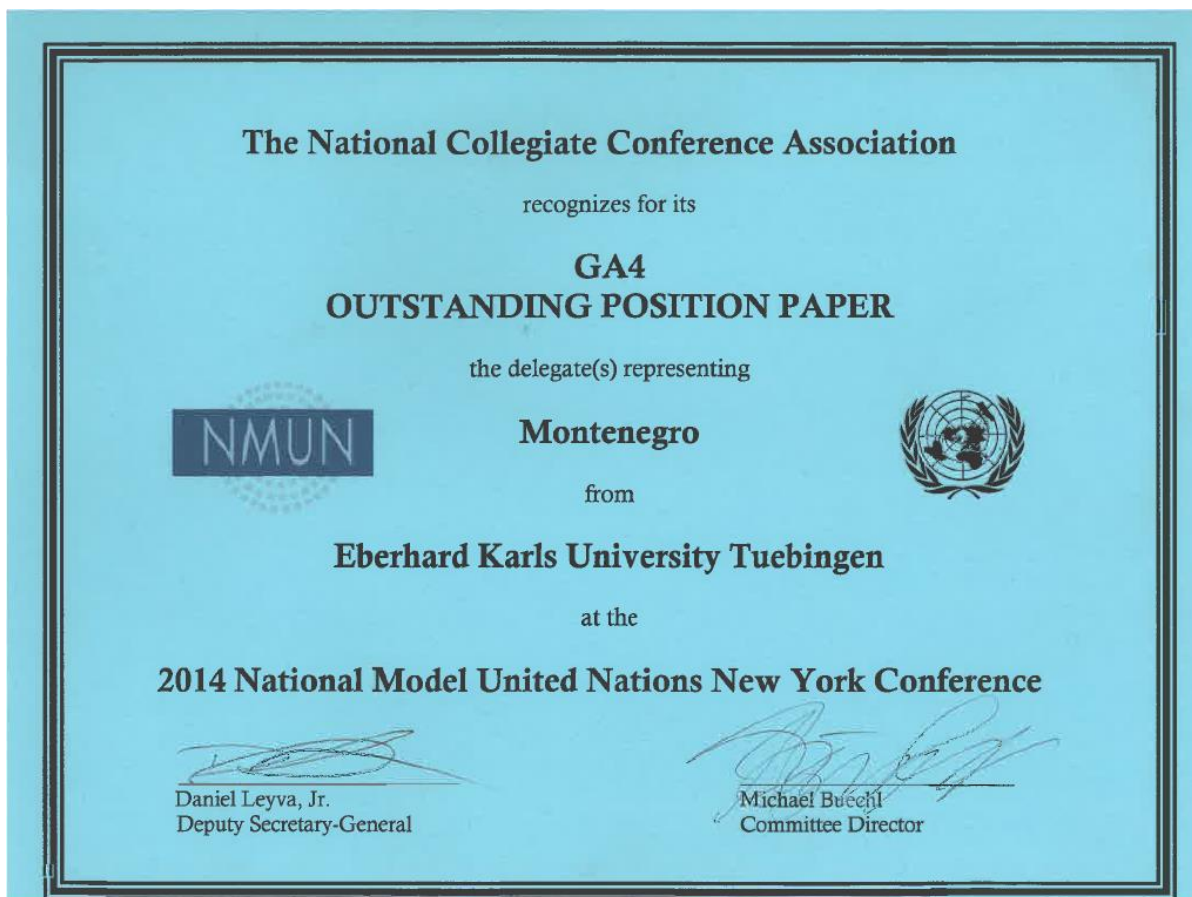 The National Collegiate Conference Association
recognizes for its
GA4
OUTSTANDING POSITION PAPER
the delegate(s) representing
NMUN
Montenegro
from
Eberhard Karls University Tuebingen
at the
2014 National Model United Nations New York Conference
Daniel Leyva, Jr.
Deputy Secretary-General
Michael Buechl
Committee Director